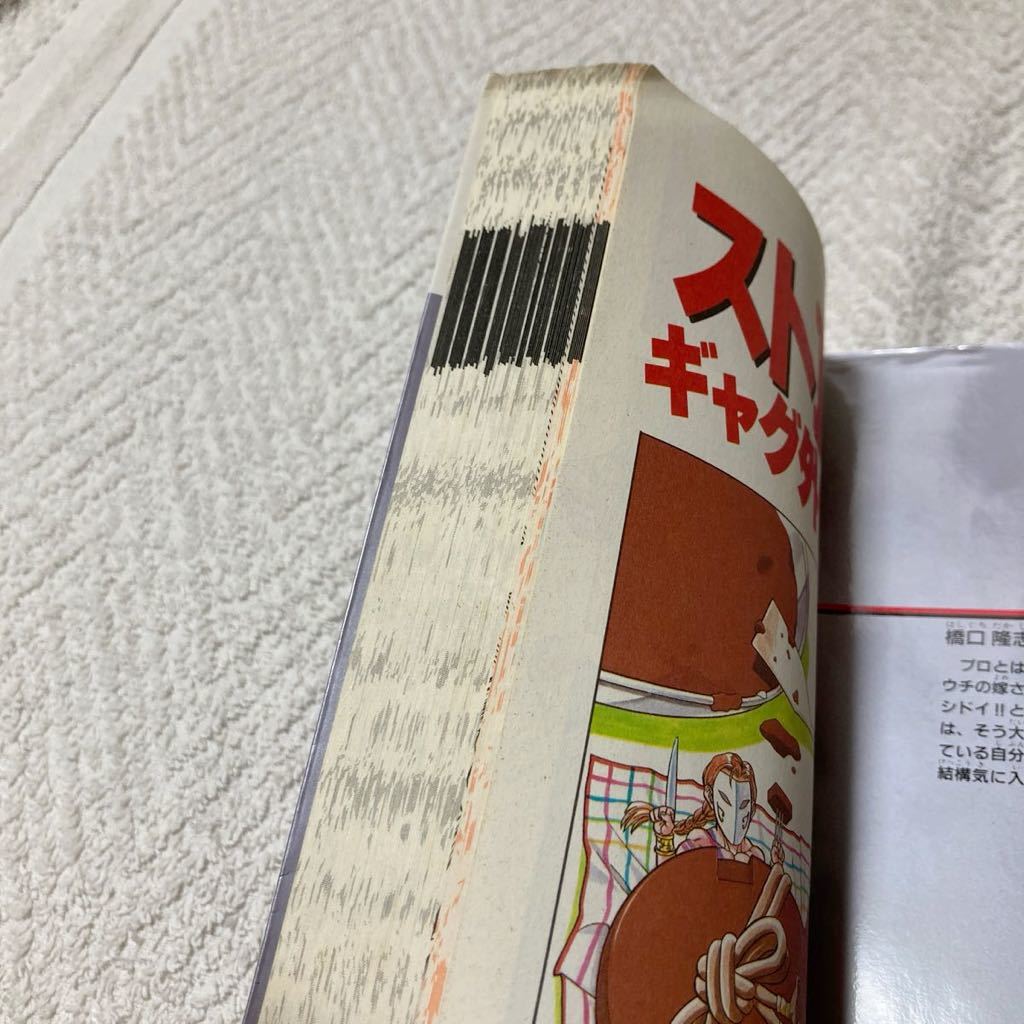 スト
ギャグ外
橋口 隆志
プロとは
ウチの嫁さ
シドイ!!と
は、そう大
ている自分
結構気に入